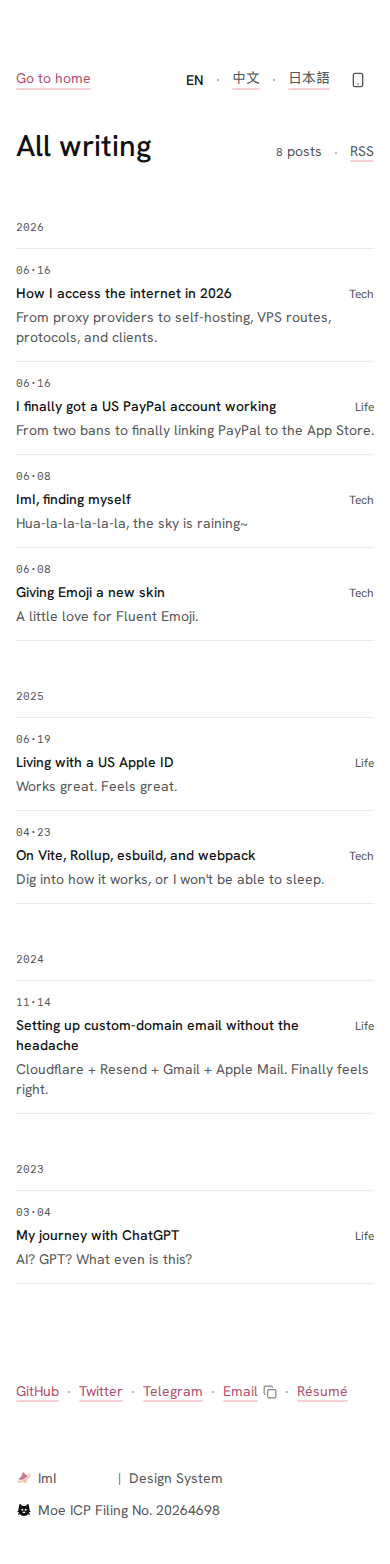 Go to home EN · 中文 · 日本語
All writing 8 posts · RSS
2026
06·16
How I access the internet in 2026 Tech
From proxy providers to self-hosting, VPS routes,
protocols, and clients.
06·16
I finally got a US PayPal account working Life
From two bans to finally linking PayPal to the App Store.
06·08
ImI, finding myself Tech
Hua-la-la-la-la-la, the sky is raining~
06·08
Giving Emoji a new skin Tech
A little love for Fluent Emoji.
2025
06·19
Living with a US Apple ID Life
Works great. Feels great.
04·23
On Vite, Rollup, esbuild, and webpack Tech
Dig into how it works, or I won't be able to sleep.
2024
11·14
Setting up custom-domain email without the Life
headache
Cloudflare + Resend + Gmail + Apple Mail. Finally feels
right.
2023
03·04
My journey with ChatGPT Life
AI? GPT? What even is this?
GitHub · Twitter · Telegram · Email · Résumé
ImI | Design System
Moe ICP Filing No. 20264698